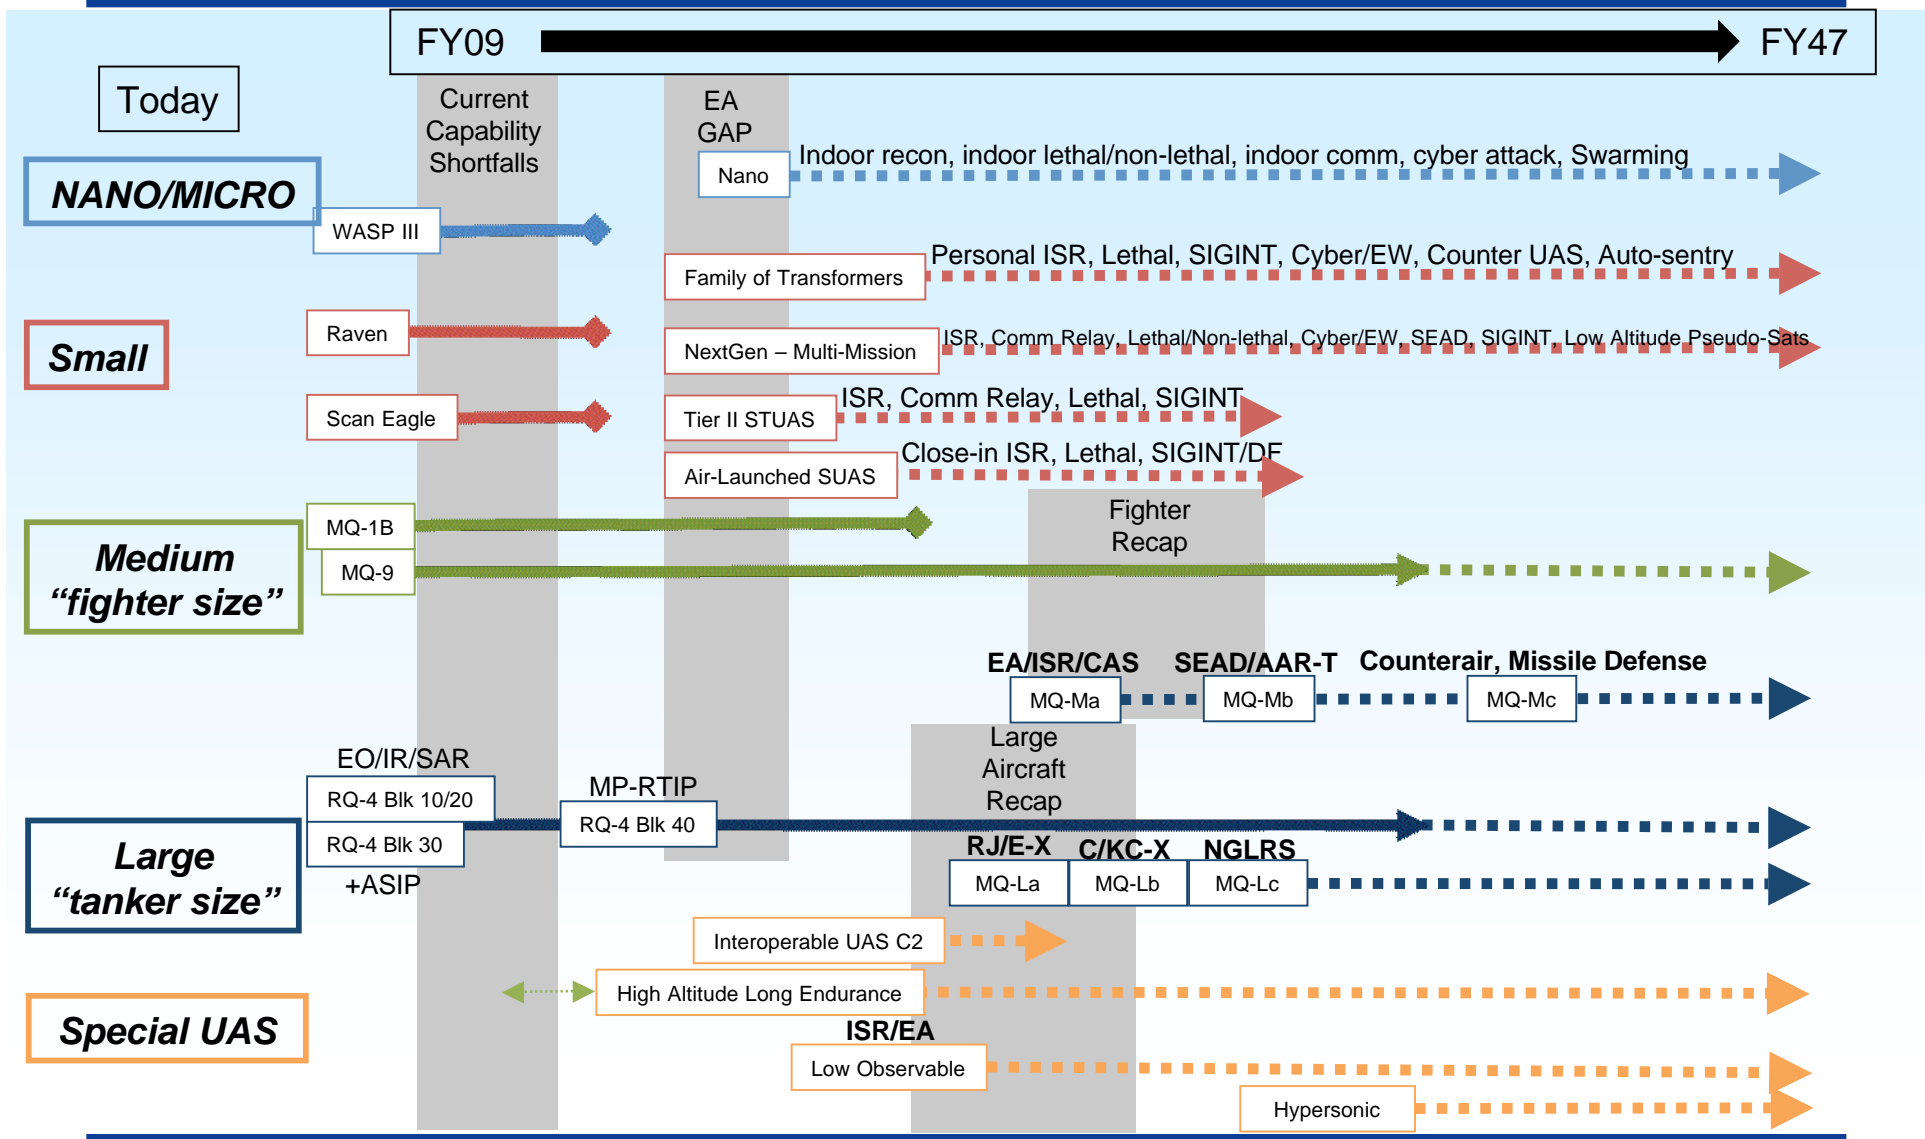 FY09
FY47
Today
Current
Capability
Shortfalls
EA
GAP
NANO/MICRO
Nano
Indoor recon, indoor lethal/non-lethal, indoor comm, cyber attack, Swarming
WASP III
Family of Transformers
Personal ISR, Lethal, SIGINT, Cyber/EW, Counter UAS, Auto-sentry
Small
Raven
NextGen – Multi-Mission
ISR, Comm Relay, Lethal/Non-lethal, Cyber/EW, SEAD, SIGINT, Low Altitude Pseudo-Sats
Scan Eagle
Tier II STUAS
ISR, Comm Relay, Lethal, SIGINT
Air-Launched SUAS
Close-in ISR, Lethal, SIGINT/DF
Medium
“fighter size”
MQ-1B
MQ-9
Fighter
Recap
EA/ISR/CAS
SEAD/AAR-T
Counterair, Missile Defense
MQ-Ma
MQ-Mb
MQ-Mc
Large
Aircraft
Recap
EO/IR/SAR
RQ-4 Blk 10/20
RQ-4 Blk 30
+ASIP
MP-RTIP
RQ-4 Blk 40
Large
“tanker size”
RJ/E-X
C/KC-X
NGLRS
MQ-La
MQ-Lb
MQ-Lc
Interoperable UAS C2
High Altitude Long Endurance
Special UAS
ISR/EA
Low Observable
Hypersonic